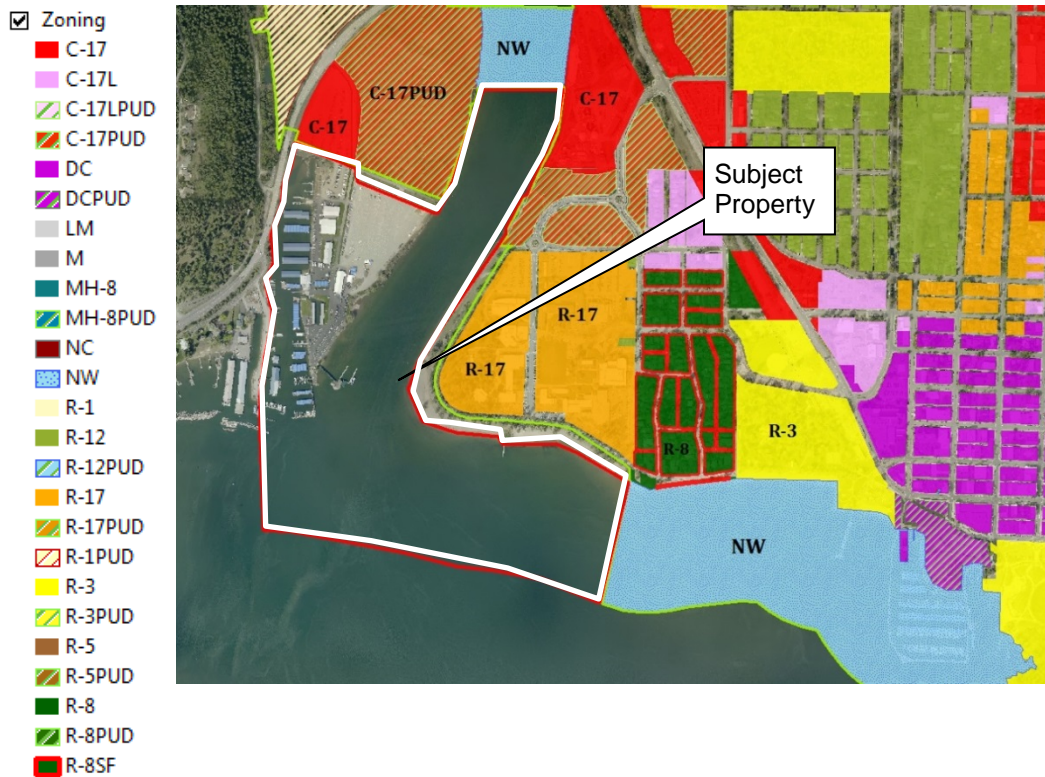 Zoning
C-17
C-17L
C-17LPUD
C-17PUD
DC
DCPUD
LM
M
MH-8
MH-8PUD
NC
NW
R-1
R-12
R-12PUD
R-17
R-17PUD
R-1PUD
R-3
R-3PUD
R-5
R-5PUD
R-8
R-8PUD
R-8SF
NW
C-17PUD
C-17
C-17
Subject
Property
R-17
R-17
R-3
R-8
NW